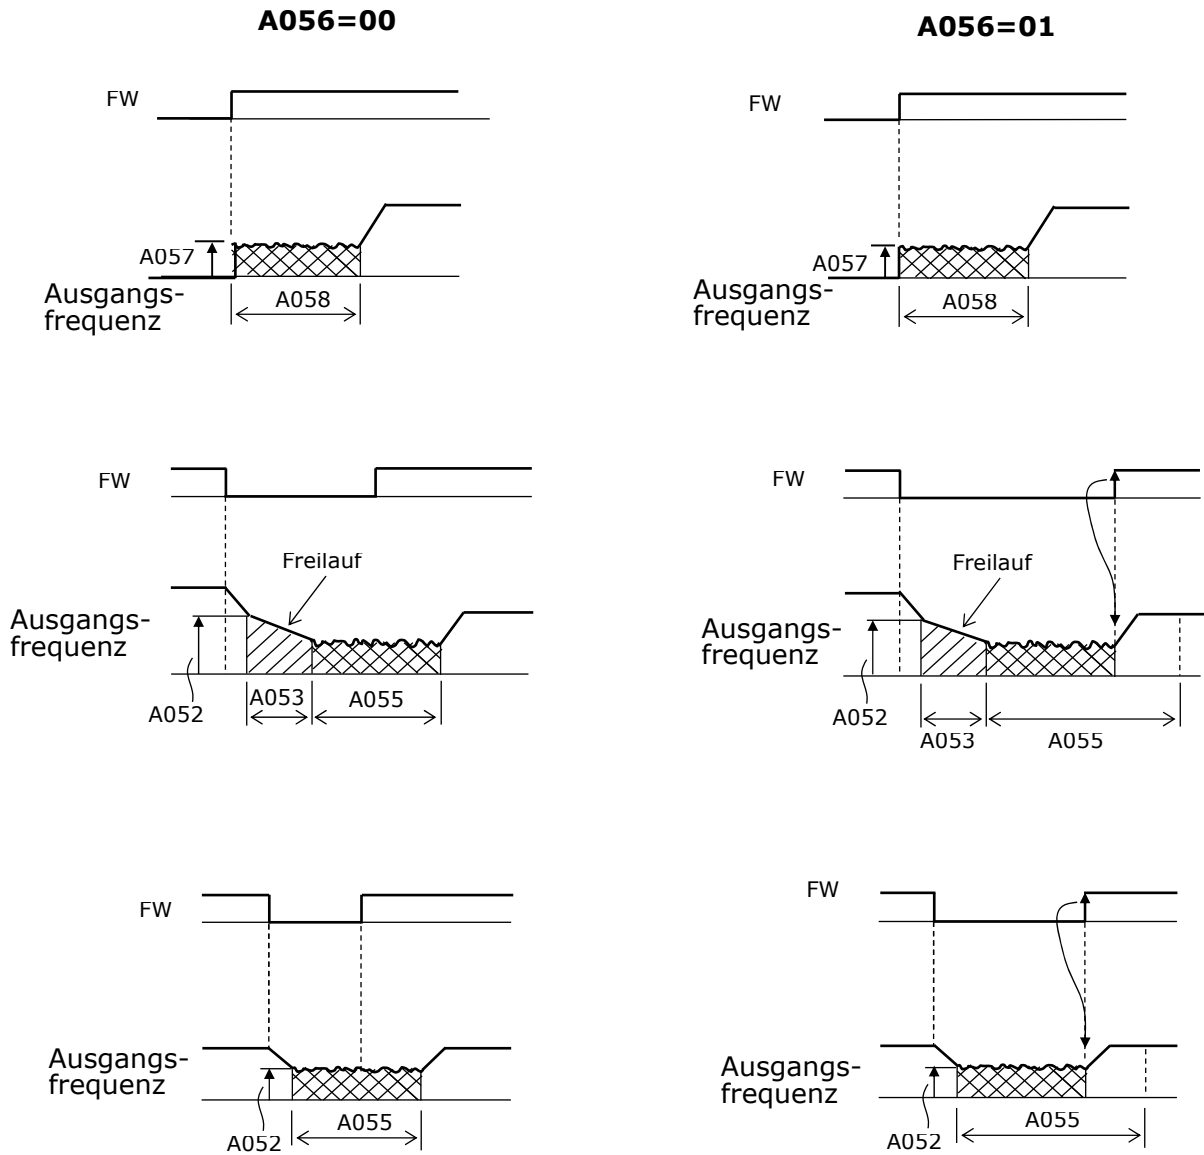 A056=00
A056=01
FW
FW
A057
A057
Ausgangs-
frequenz
A058
Ausgangs-
frequenz
A058
FW
FW
Freilauf
Freilauf
Ausgangs-
frequenz
Ausgangs-
frequenz
A052
A053
A055
A052
A053
A055
FW
FW
Ausgangs-
frequenz
Ausgangs-
frequenz
A052
A055
A052
A055